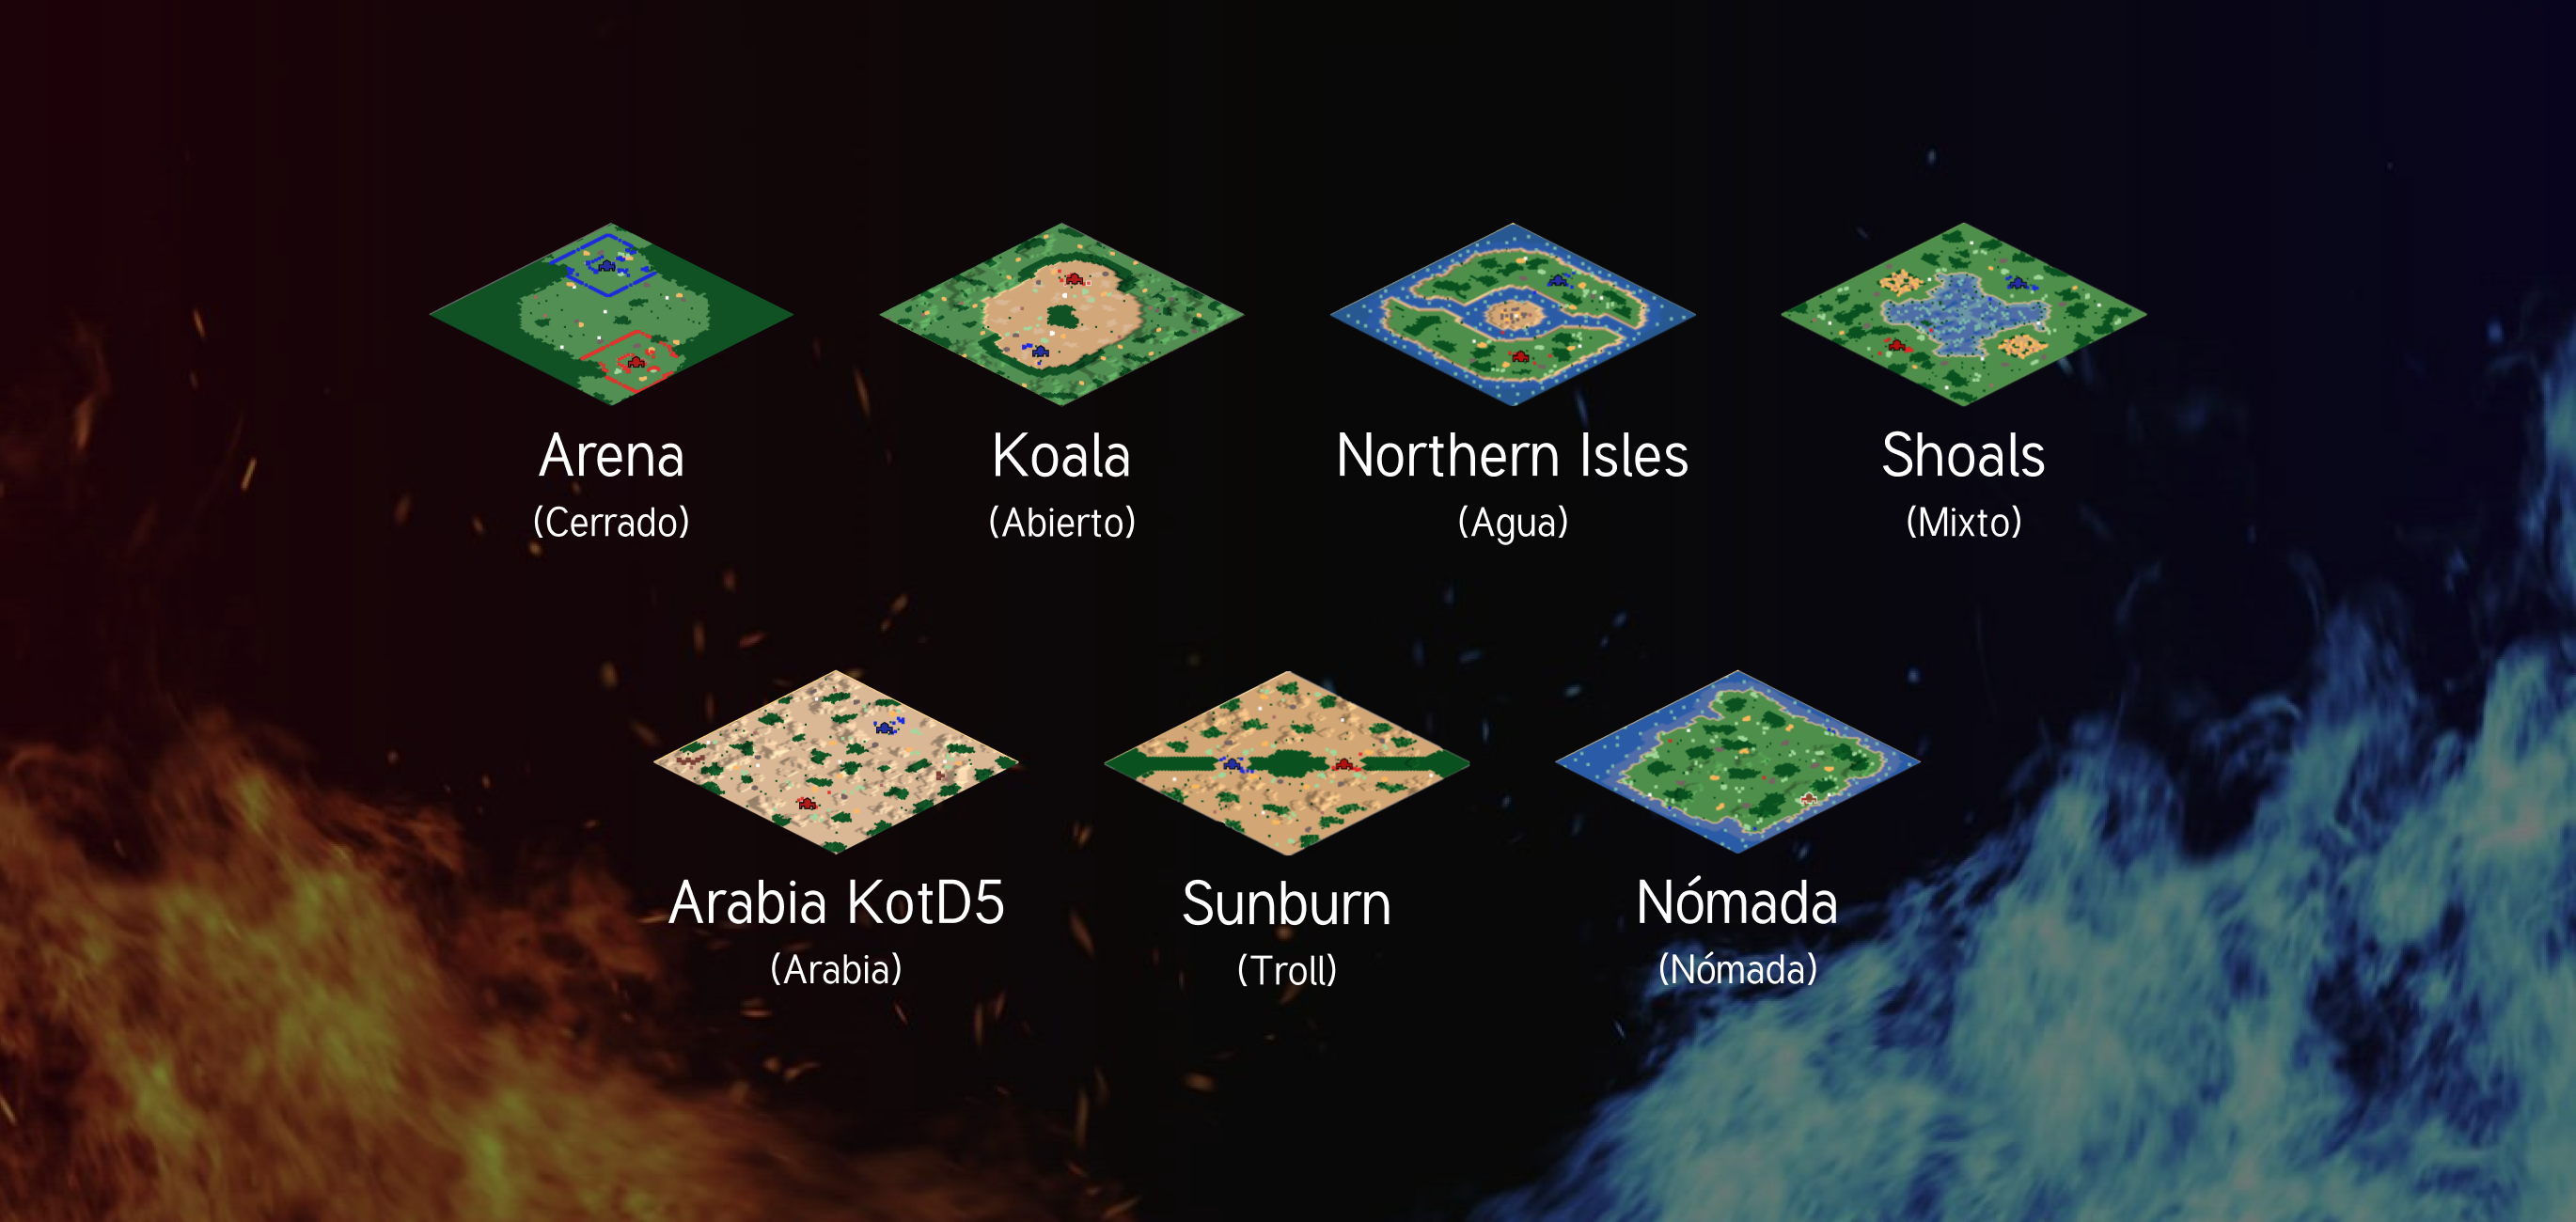 Arena
(Cerrado)
Koala
(Abierto)
Northern Isles
(Agua)
Shoals
(Mixto)
Arabia KotD5
(Arabia)
Sunburn
(Troll)
Nómada
(Nómada)